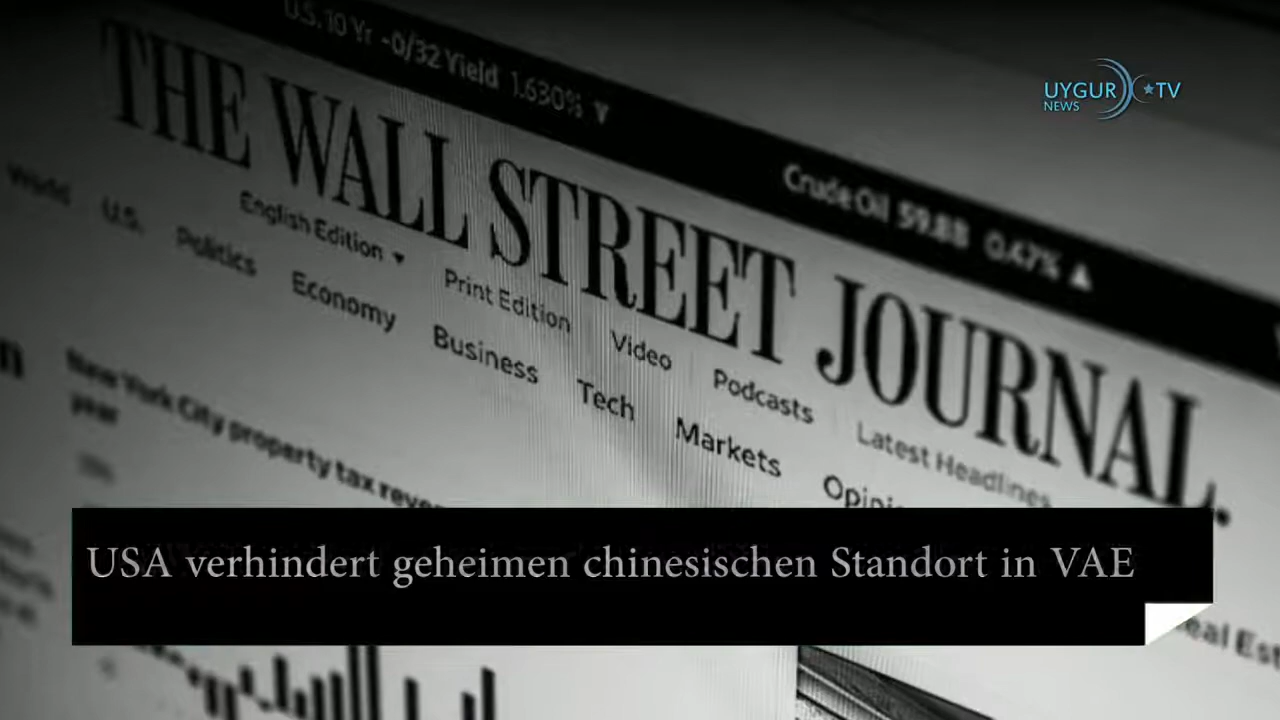 U.S. 10 Yr -0/32 Yield 1.630% ▼
Crude Oil 59.88 0.47% ▲
UYGUR TV
NEWS
THE WALL STREET JOURNAL.
English Edition ▼
Print Edition
Video
Podcasts
Latest Headlines
World
U.S.
Politics
Economy
Business
Tech
Markets
New York City property tax
year
USA verhindert geheimen chinesischen Standort in VAE